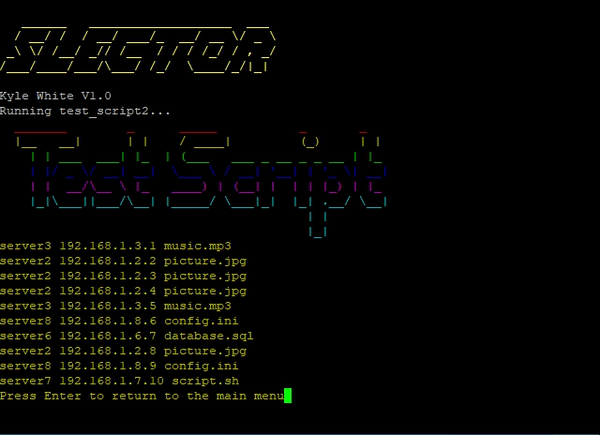 SLECTOR
Kyle White V1.0
Running test_script2...
Test Script
server3 192.168.1.3.1 music.mp3
server2 192.168.1.2.2 picture.jpg
server2 192.168.1.2.3 picture.jpg
server2 192.168.1.2.4 picture.jpg
server3 192.168.1.3.5 music.mp3
server8 192.168.1.8.6 config.ini
server6 192.168.1.6.7 database.sql
server2 192.168.1.2.8 picture.jpg
server8 192.168.1.8.9 config.ini
server7 192.168.1.7.10 script.sh
Press Enter to return to the main menu